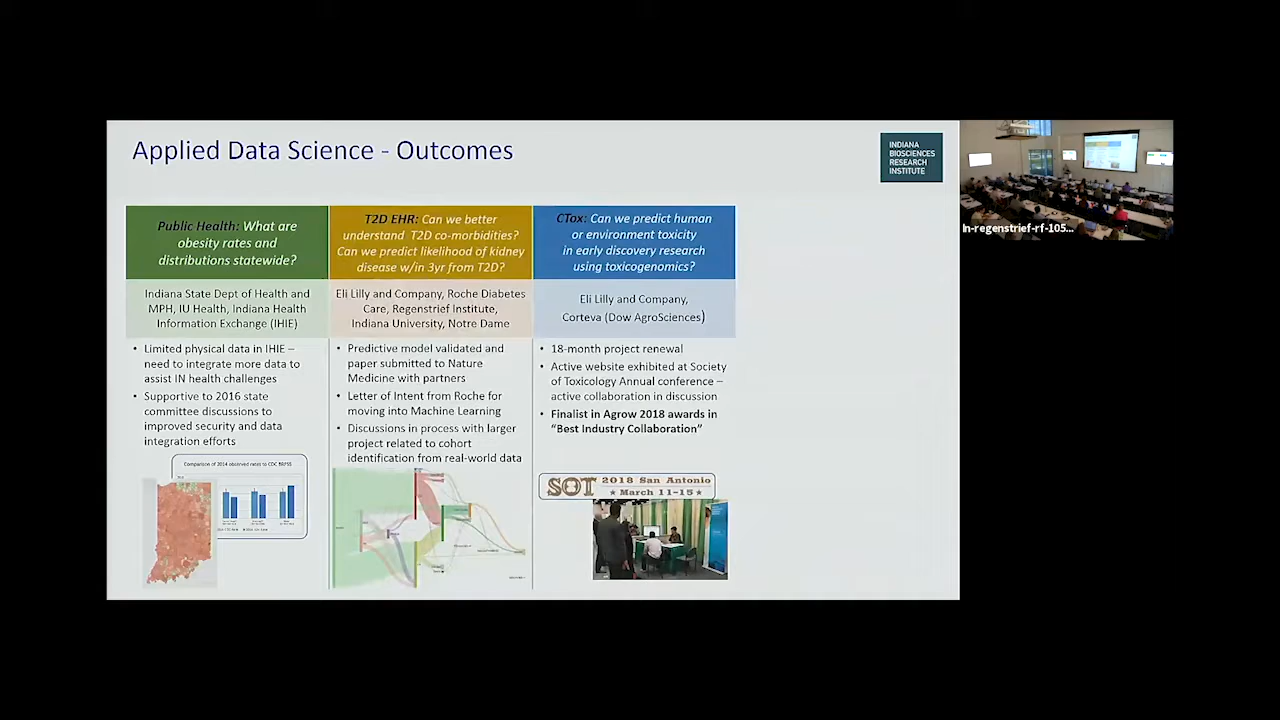 Applied Data Science - Outcomes
INDIANA
BIOSCIENCES
RESEARCH
INSTITUTE
Public Health: What are
obesity rates and
distributions statewide?
Indiana State Dept of Health and
MPH, IU Health, Indiana Health
Information Exchange (IHIE)
• Limited physical data in IHIE –
need to integrate more data to
assist IN health challenges
• Supportive to 2016 state
committee discussions to
improved security and data
integration efforts
Comparison of 2014 observed rates to CDC BRFSS
T2D EHR: Can we better
understand T2D co-morbidities?
Can we predict likelihood of kidney
disease w/in 3yr from T2D?
Eli Lilly and Company, Roche Diabetes
Care, Regenstrief Institute,
Indiana University, Notre Dame
• Predictive model validated and
paper submitted to Nature
Medicine with partners
• Letter of Intent from Roche for
moving into Machine Learning
• Discussions in process with larger
project related to cohort
identification from real-world data
CTox: Can we predict human
or environment toxicity
in early discovery research
using toxicogenomics?
Eli Lilly and Company,
Corteva (Dow AgroSciences)
• 18-month project renewal
• Active website exhibited at Society
of Toxicology Annual conference –
active collaboration in discussion
• Finalist in Agrow 2018 awards in
“Best Industry Collaboration”
SOT 2018 San Antonio
★ March 11-15 ★
In-regenstrief-rf-105...